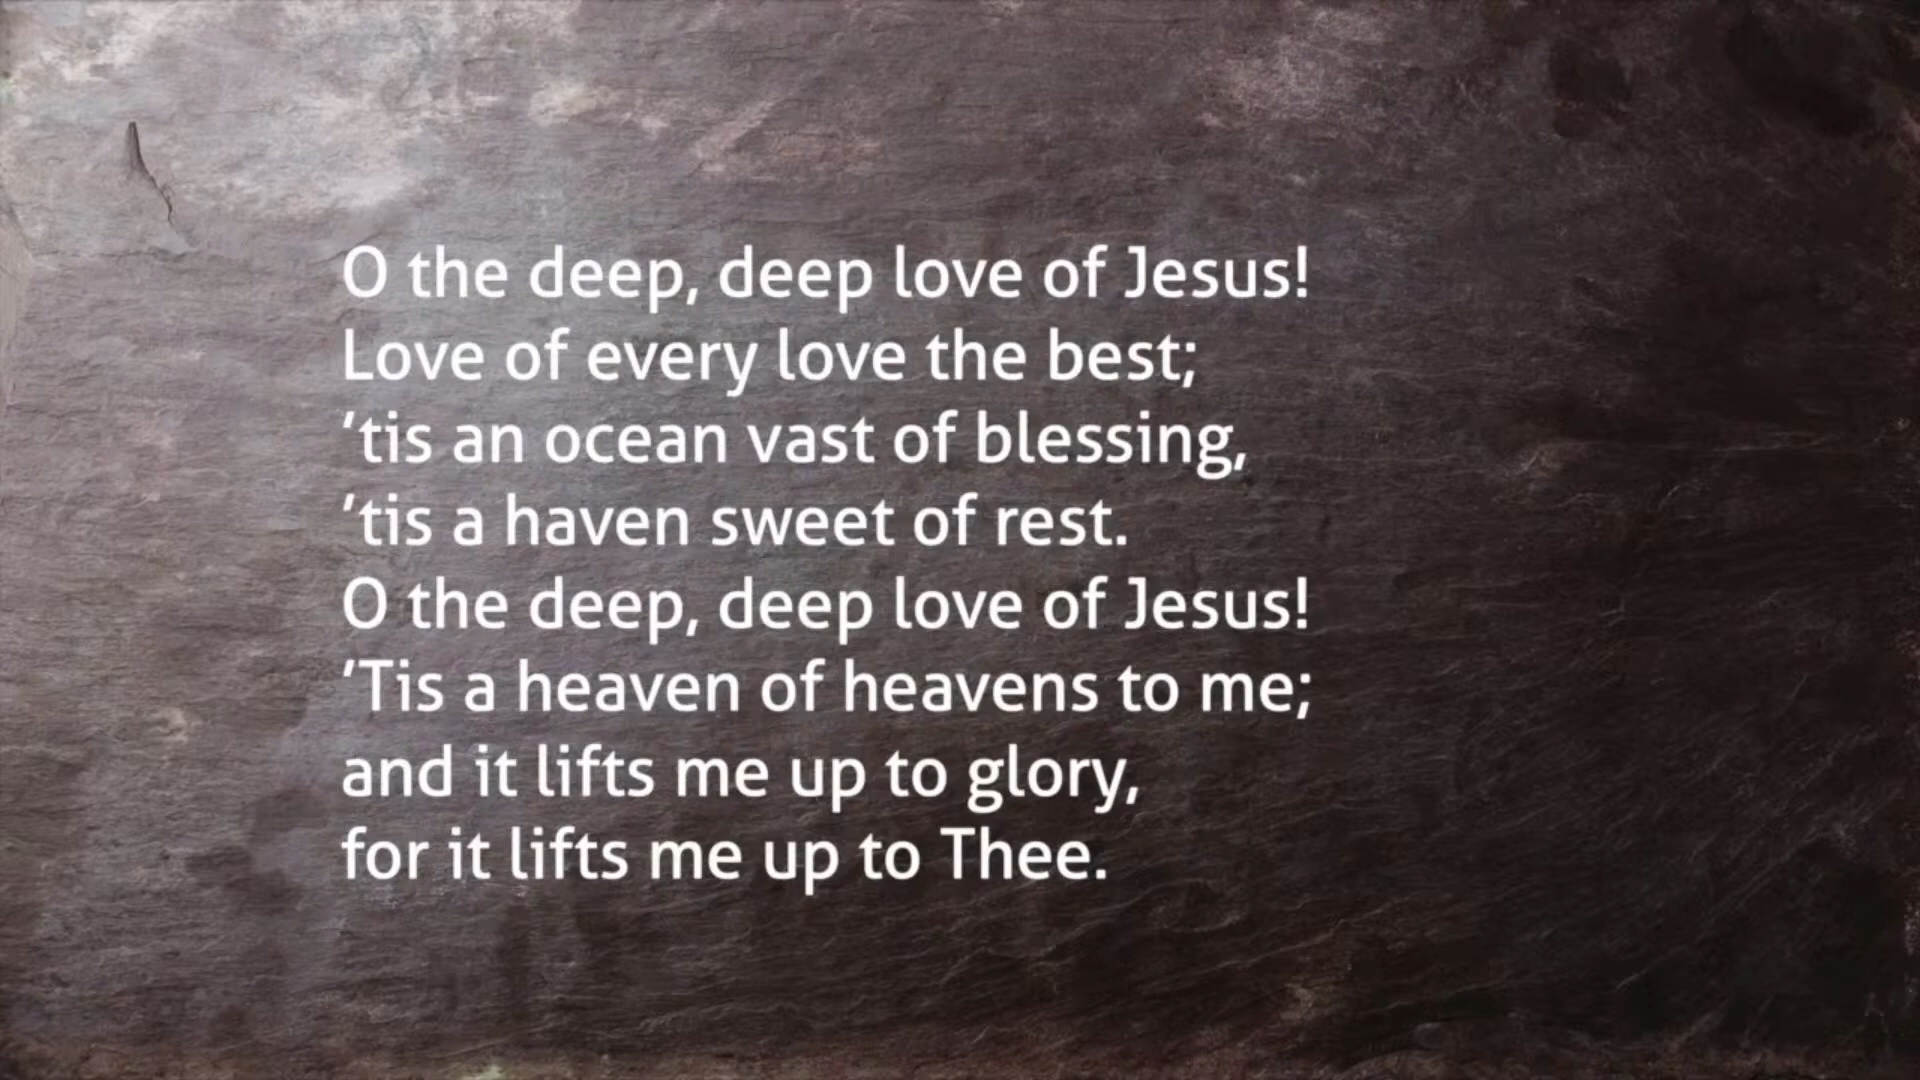 O the deep, deep love of Jesus!
Love of every love the best;
’tis an ocean vast of blessing,
’tis a haven sweet of rest.
O the deep, deep love of Jesus!
’Tis a heaven of heavens to me;
and it lifts me up to glory,
for it lifts me up to Thee.